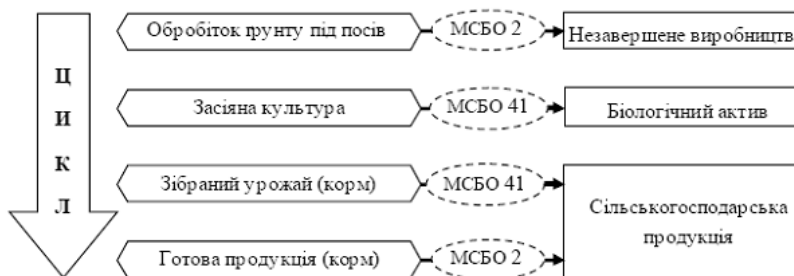 Ц
И
К
Л
Обробіток ґрунту під посів
МСБО 2
Незавершене виробництв
Засіяна культура
МСБО 41
Біологічний актив
Зібраний урожай (корм)
МСБО 41
Сільськогосподарська
продукція
Готова продукція (корм)
МСБО 2